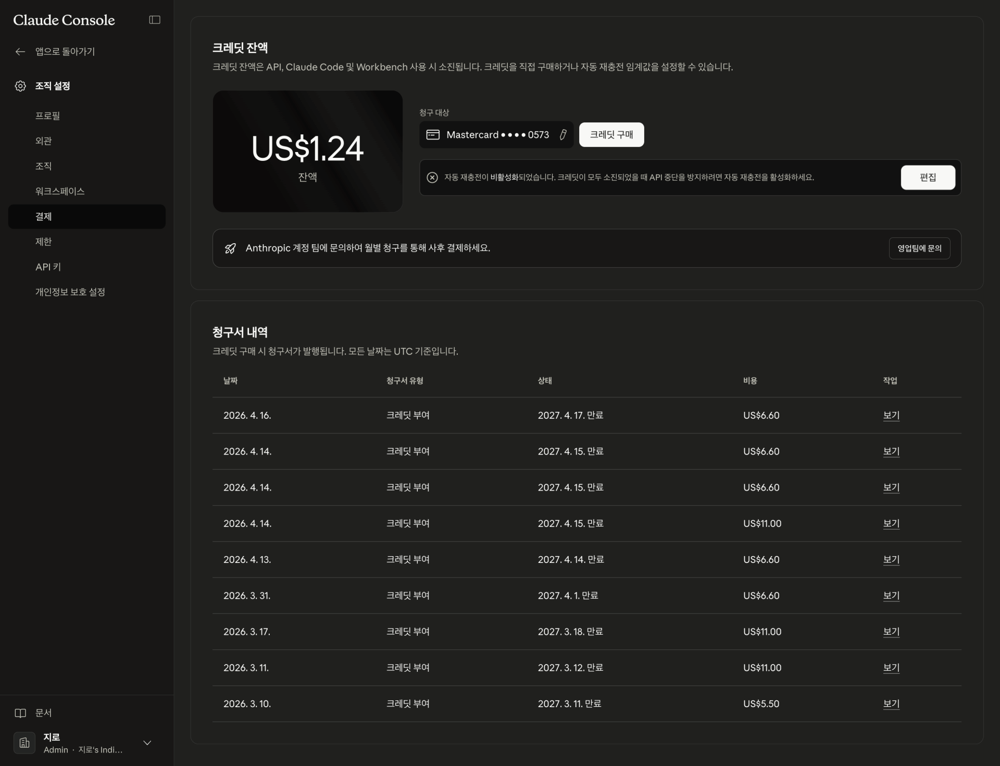 Claude Console
앱으로 돌아가기
조직 설정
프로필
외관
조직
워크스페이스
결제
제한
API 키
개인정보 보호 설정
문서
지로
Admin · 지로's Indi...
크레딧 잔액
크레딧 잔액은 API, Claude Code 및 Workbench 사용 시 소진됩니다. 크레딧을 직접 구매하거나 자동 재충전 임계값을 설정할 수 있습니다.
US$1.24
잔액
청구 대상
Mastercard •••• 0573
크레딧 구매
자동 재충전이 비활성화되었습니다. 크레딧이 모두 소진되었을 때 API 중단을 방지하려면 자동 재충전을 활성화하세요.
편집
Anthropic 계정 팀에 문의하여 월별 청구를 통해 사후 결제하세요.
영업팀에 문의
청구서 내역
크레딧 구매 시 청구서가 발행됩니다. 모든 날짜는 UTC 기준입니다.
날짜 청구서 유형 상태 비용 작업
2026. 4. 16. 크레딧 부여 2027. 4. 17. 만료 US$6.60 보기
2026. 4. 14. 크레딧 부여 2027. 4. 15. 만료 US$6.60 보기
2026. 4. 14. 크레딧 부여 2027. 4. 15. 만료 US$6.60 보기
2026. 4. 14. 크레딧 부여 2027. 4. 15. 만료 US$11.00 보기
2026. 4. 13. 크레딧 부여 2027. 4. 14. 만료 US$6.60 보기
2026. 3. 31. 크레딧 부여 2027. 4. 1. 만료 US$6.60 보기
2026. 3. 17. 크레딧 부여 2027. 3. 18. 만료 US$11.00 보기
2026. 3. 11. 크레딧 부여 2027. 3. 12. 만료 US$11.00 보기
2026. 3. 10. 크레딧 부여 2027. 3. 11. 만료 US$5.50 보기